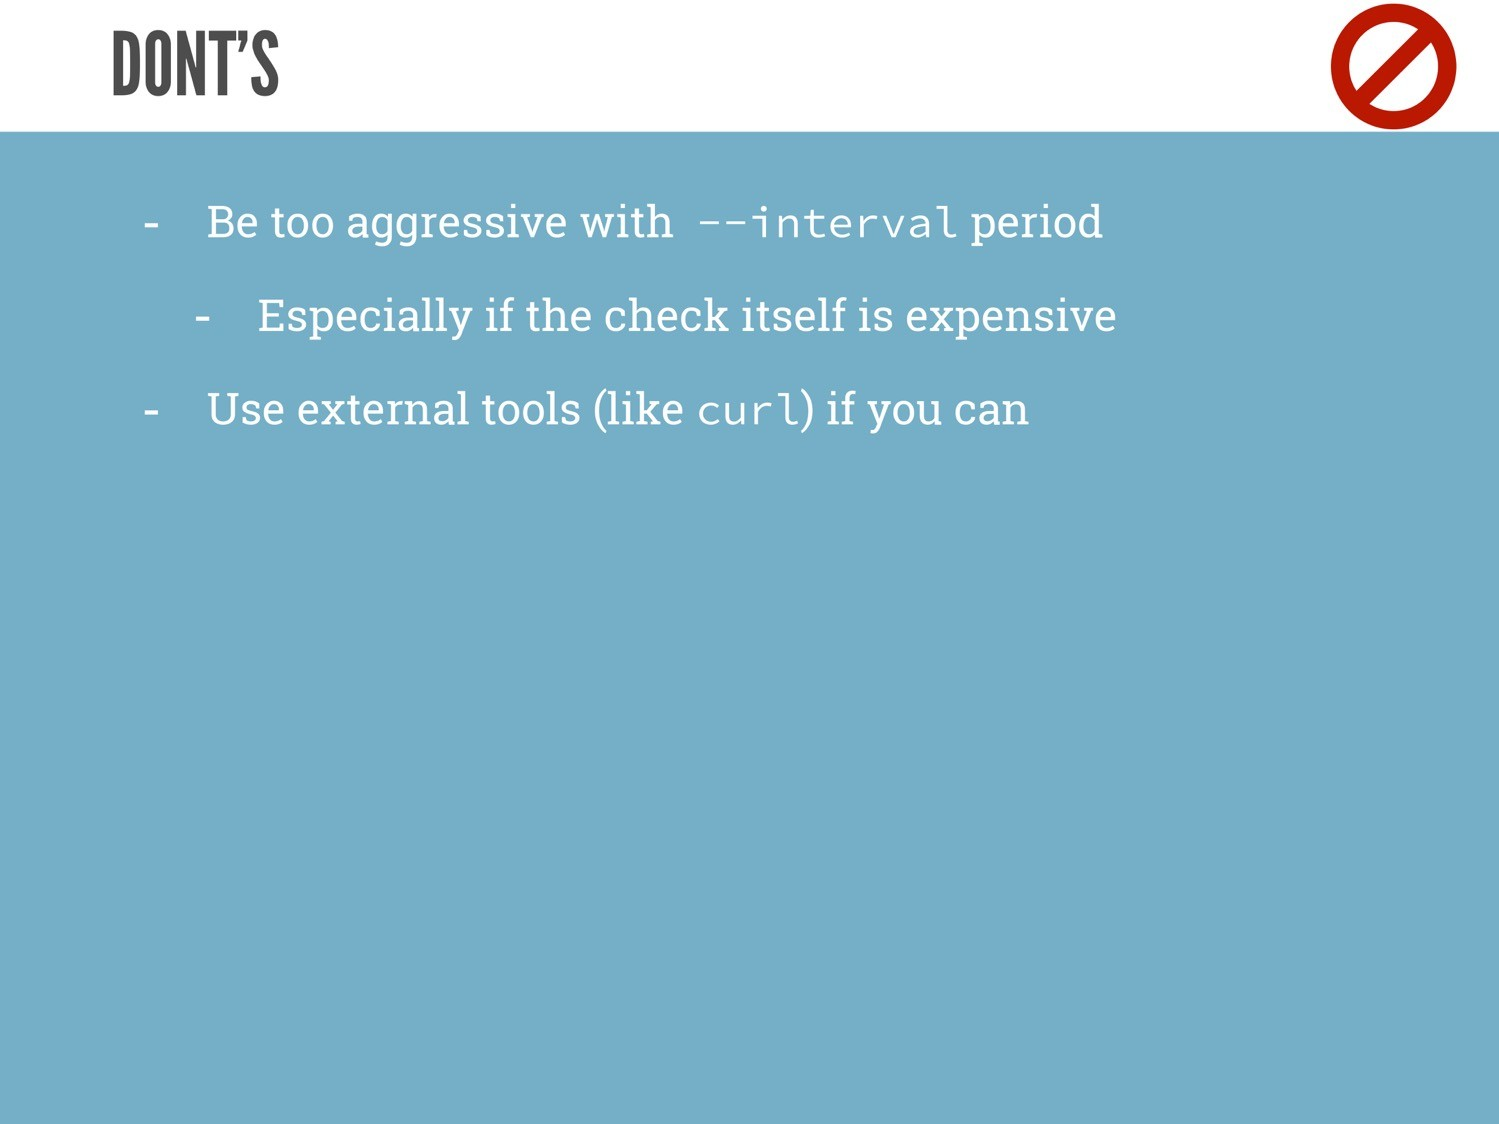 DONT’S
- Be too aggressive with --interval period
- Especially if the check itself is expensive
- Use external tools (like curl) if you can